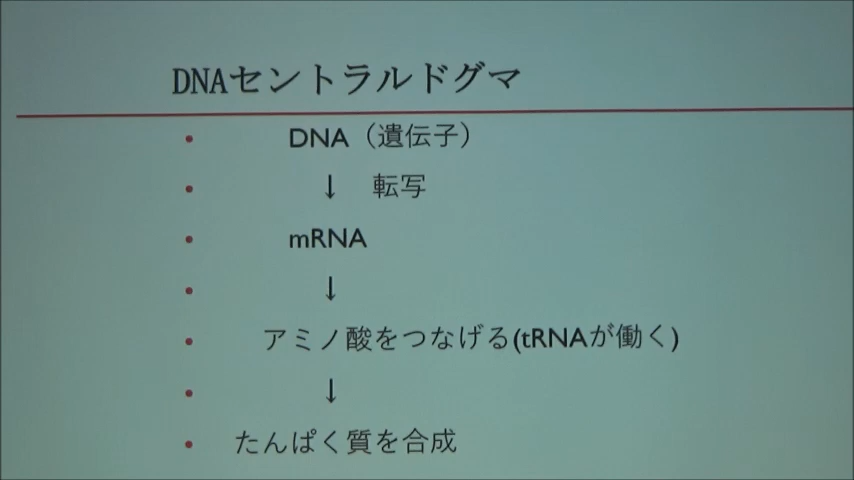 DNAセントラルドグマ
• DNA（遺伝子）
• ↓ 転写
• mRNA
• ↓
• アミノ酸をつなげる(tRNAが働く)
• ↓
• たんぱく質を合成